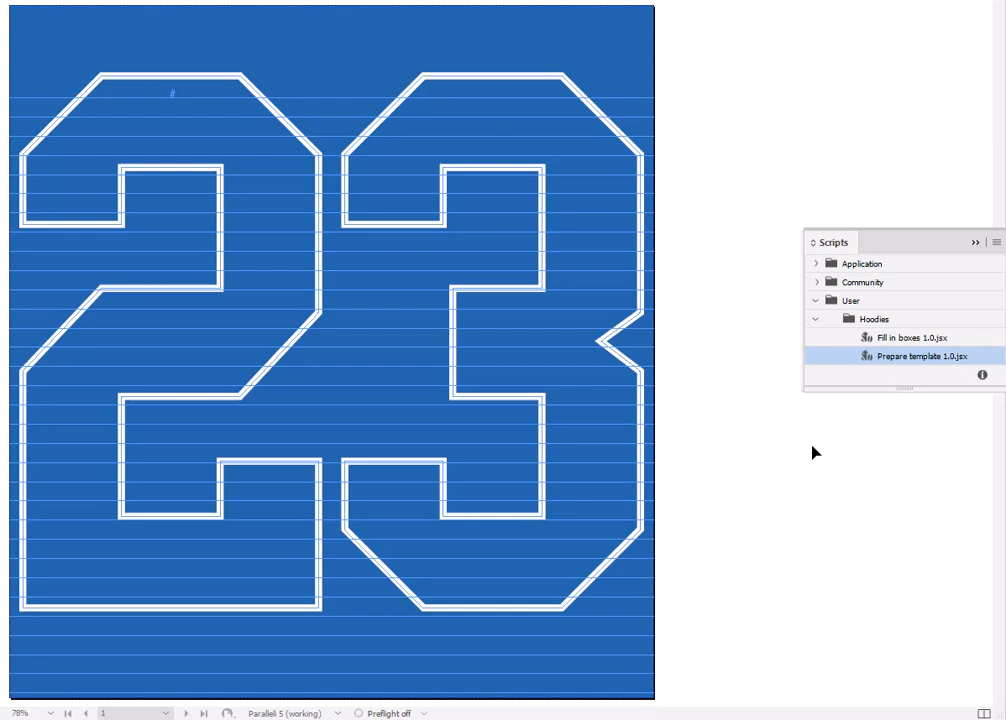 #
23
Scripts
Application
Community
User
Hoodies
Fill in boxes 1.0.jsx
Prepare template 1.0.jsx
78%
1
Paralleli 5 (working)
Preflight off